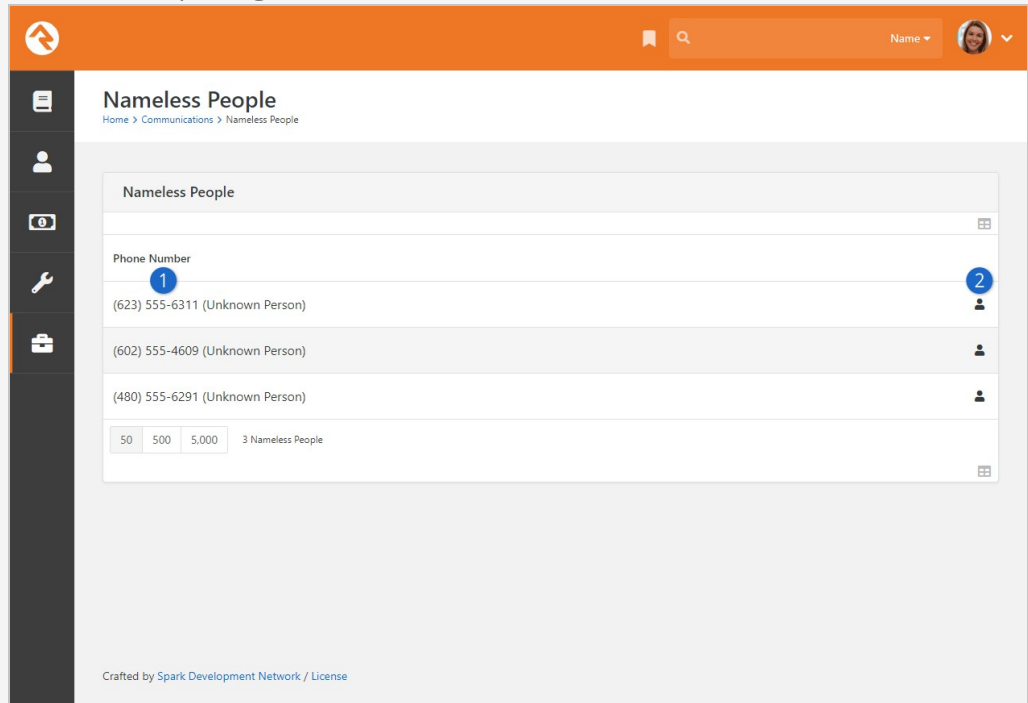 Name
Nameless People
Home > Communications > Nameless People
Nameless People
Phone Number
1
2
(623) 555-6311 (Unknown Person)
(602) 555-4609 (Unknown Person)
(480) 555-6291 (Unknown Person)
50 500 5,000 3 Nameless People
Crafted by Spark Development Network / License